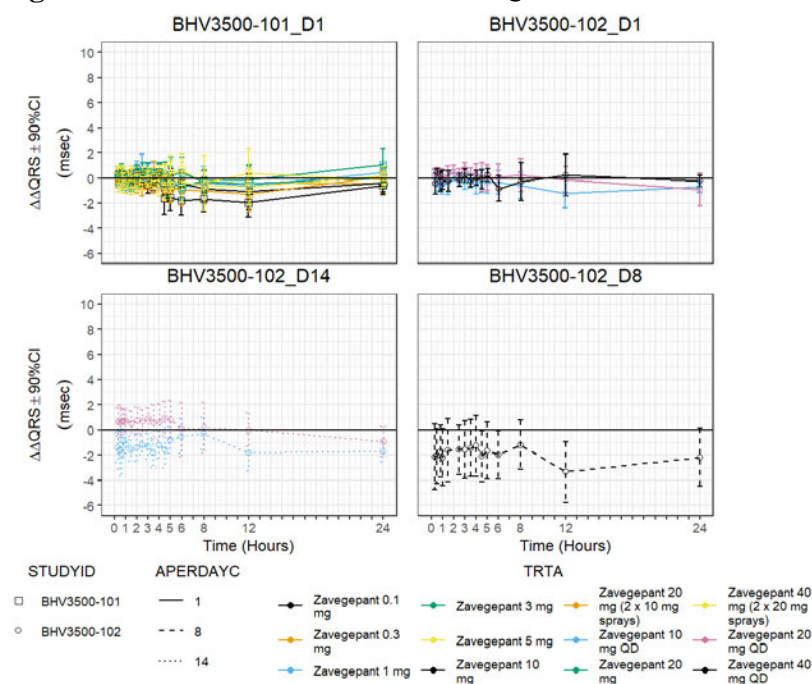 BHV3500-101_D1
BHV3500-102_D1
ΔΔQRS ± 90%CI
(msec)
10
8
6
4
2
0
-2
-4
-6
BHV3500-102_D14
BHV3500-102_D8
ΔΔQRS ± 90%CI
(msec)
10
8
6
4
2
0
-2
-4
-6
0 1 2 3 4 5 6 8 12 24
0 1 2 3 4 5 6 8 12 24
Time (Hours)
Time (Hours)
STUDYID
BHV3500-101
BHV3500-102
APERDAYC
1
8
14
TRTA
Zavegepant 0.1
mg
Zavegepant 0.3
mg
Zavegepant 1 mg
Zavegepant 3 mg
Zavegepant 5 mg
Zavegepant 10
mg
Zavegepant 20
mg (2 x 10 mg
sprays)
Zavegepant 10
mg QD
Zavegepant 20
mg
Zavegepant 40
mg (2 x 20 mg
sprays)
Zavegepant 20
mg QD
Zavegepant 40
mg QD